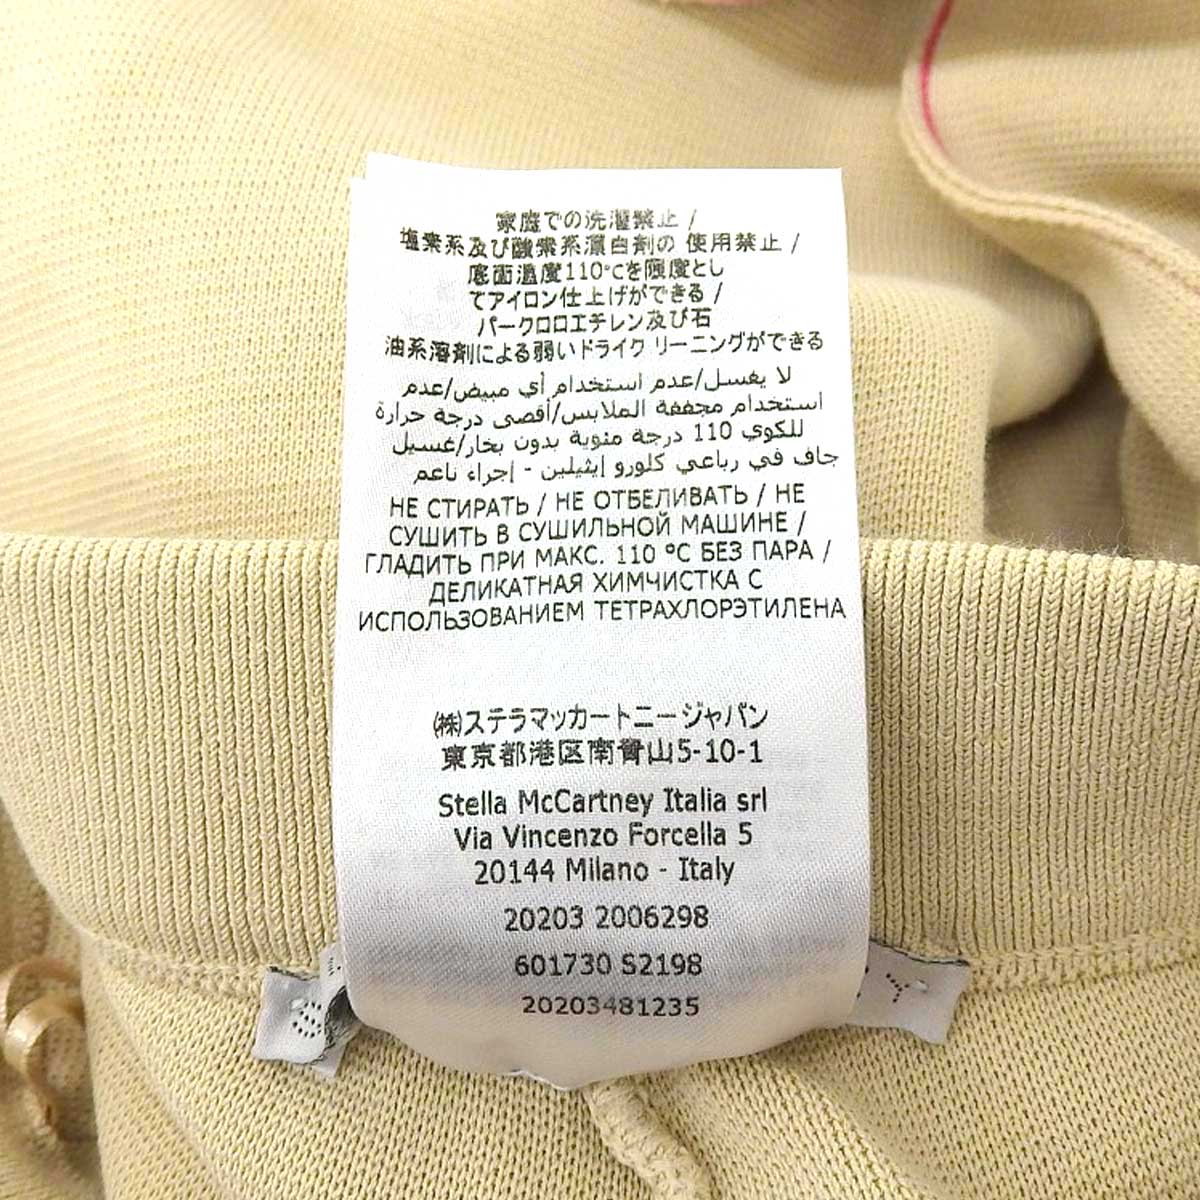 家庭での洗濯禁止 /
塩素系及び酸素系漂白剤の 使用禁止 /
底面温度110℃を限度とし
てアイロン仕上げができる /
パークロロエチレン及び石
油系溶剤による弱いドライク リーニングができる
لا يغسل/عدم استخدام أي مبيض/عدم
استخدام مجففة الملابس/أقصى درجة حرارة
للكوي 110 درجة مئوية بدون بخار/غسيل
جاف في رباعي كلورو إيثيلين - إجراء ناعم
НЕ СТИРАТЬ / НЕ ОТБЕЛИВАТЬ / НЕ
СУШИТЬ В СУШИЛЬНОЙ МАШИНЕ /
ГЛАДИТЬ ПРИ МАКС. 110 ºC БЕЗ ПАРА /
ДЕЛИКАТНАЯ ХИМЧИСТКА С
ИСПОЛЬЗОВАНИЕМ ТЕТРАХЛОРЭТИЛЕНА
㈱ステラマッカートニージャパン
東京都港区南青山5-10-1
Stella McCartney Italia srl
Via Vincenzo Forcella 5
20144 Milano - Italy
20203 2006298
601730 S2198
20203481235